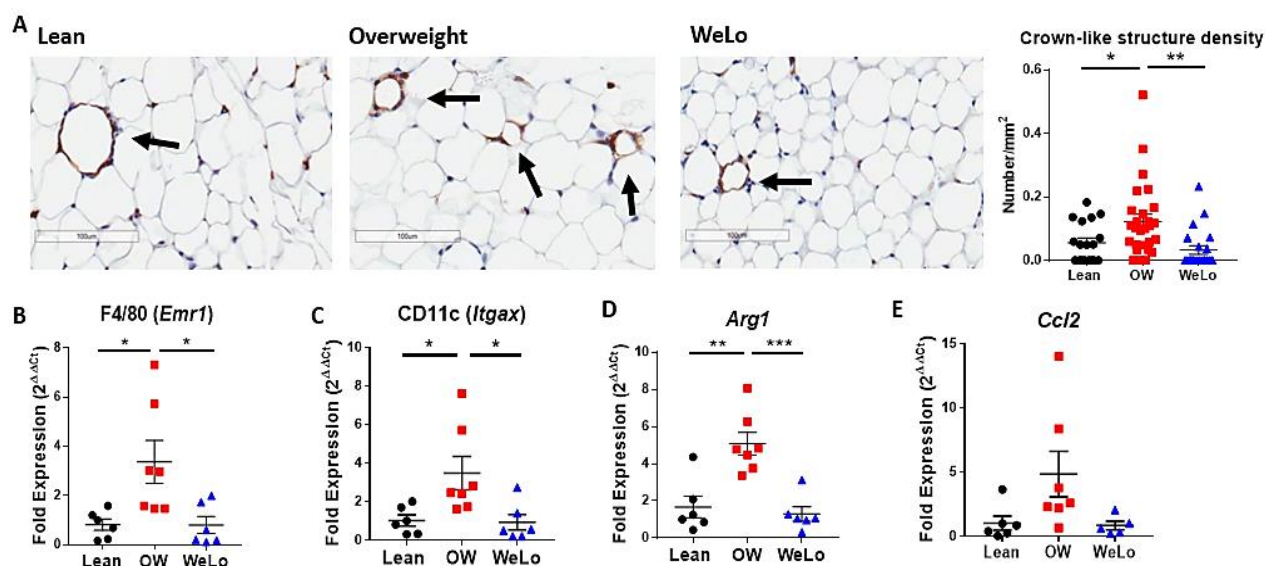 A
Lean
Overweight
WeLo
100um
100um
100um
Crown-like structure density
* **
Number/mm²
0.6
0.4
0.2
0.0
Lean OW WeLo
B
F4/80 (Emr1)
* *
Fold Expression (2^ΔΔCt)
8
6
4
2
0
Lean OW WeLo
C
CD11c (Itgax)
* *
Fold Expression (2^ΔΔCt)
10
8
6
4
2
0
Lean OW WeLo
D
Arg1
** ***
Fold Expression (2^ΔΔCt)
10
8
6
4
2
0
Lean OW WeLo
E
Ccl2
Fold Expression (2^ΔΔCt)
15
10
5
0
Lean OW WeLo